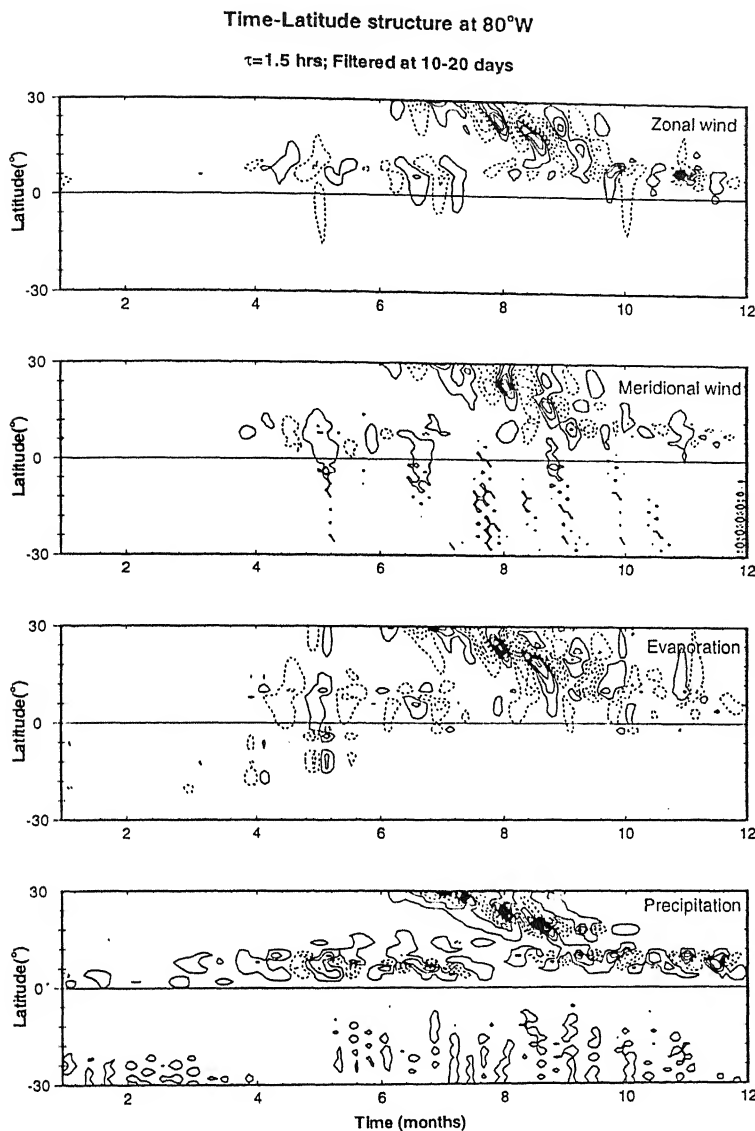 Time-Latitude structure at 80°W
τ=1.5 hrs; Filtered at 10-20 days
30
Zonal wind
Latitude(°)
0
-30
2 4 6 8 10 12
30
Meridional wind
Latitude(°)
0
-30
2 4 6 8 10 12
30
Evaporation
Latitude(°)
0
-30
2 4 6 8 10 12
30
Precipitation
Latitude(°)
0
-30
2 4 6 8 10 12
Time (months)